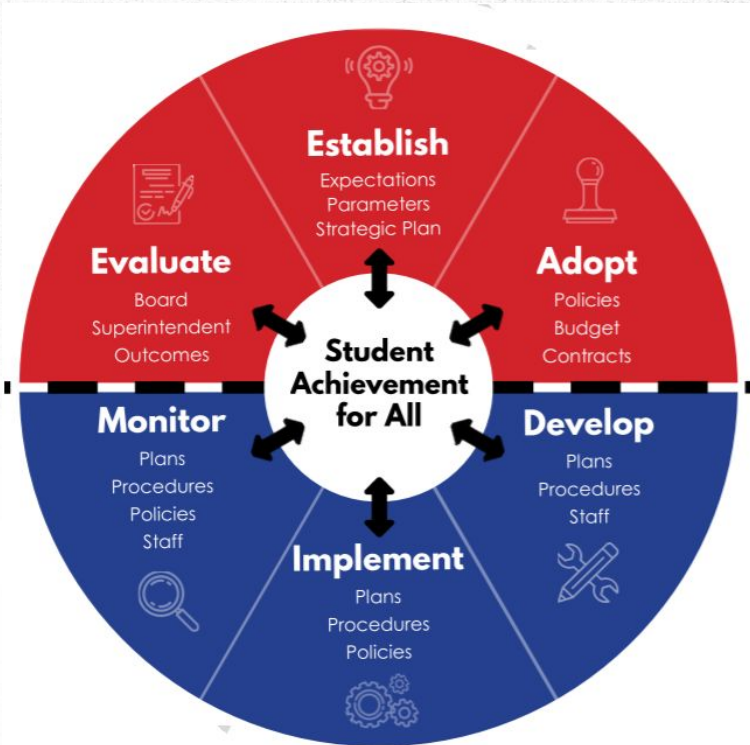 Establish
Expectations
Parameters
Strategic Plan
Adopt
Policies
Budget
Contracts
Develop
Plans
Procedures
Staff
Implement
Plans
Procedures
Policies
Monitor
Plans
Procedures
Policies
Staff
Evaluate
Board
Superintendent
Outcomes
Student
Achievement
for All